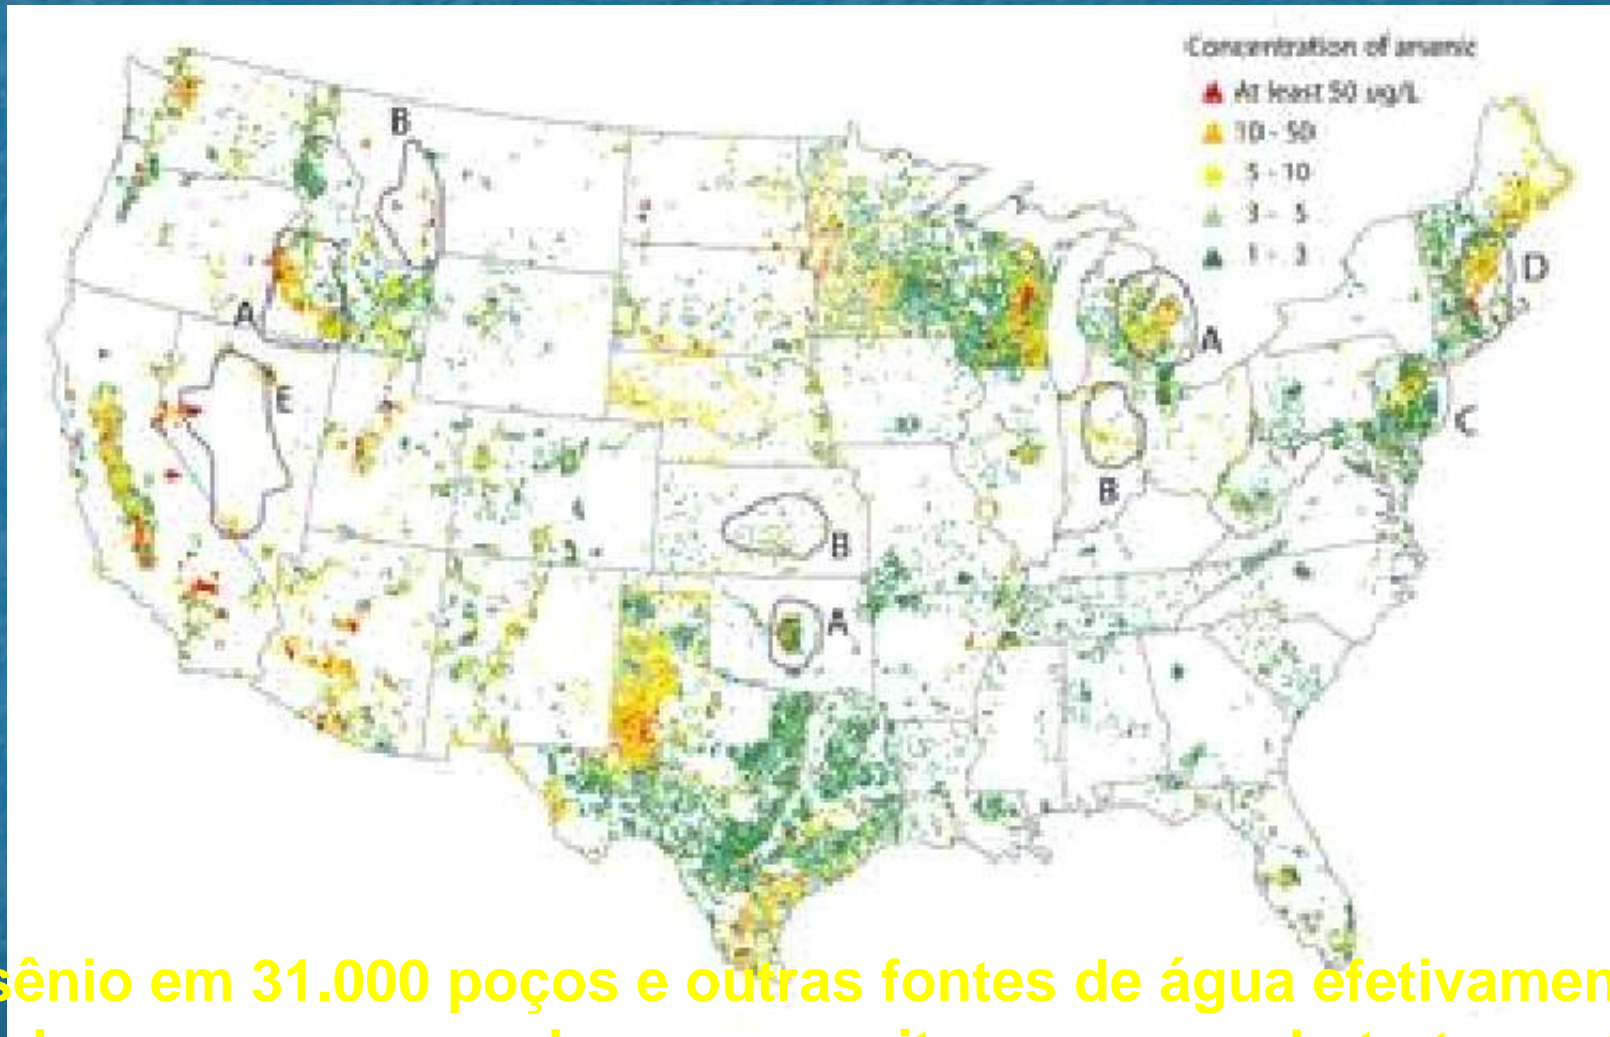 Concentration of arsenic
At least 50 ug/L
10 - 50
5 - 10
3 - 5
1 - 3
B
A
E
A
D
C
B
B
A
sênio em 31.000 poços e outras fontes de água efetivamen